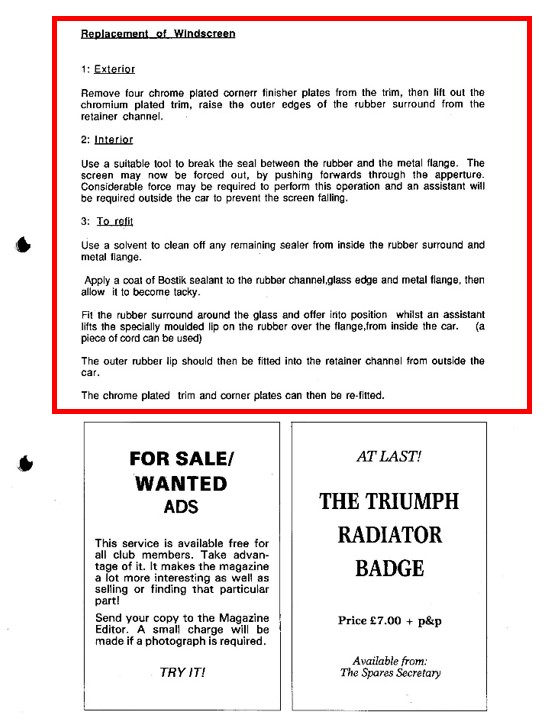 Replacement of Windscreen
1: Exterior
Remove four chrome plated cornerr finisher plates from the trim, then lift out the
chromium plated trim, raise the outer edges of the rubber surround from the
retainer channel.
2: Interior
Use a suitable tool to break the seal between the rubber and the metal flange. The
screen may now be forced out, by pushing forwards through the apperture.
Considerable force may be required to perform this operation and an assistant will
be required outside the car to prevent the screen falling.
3: To refit
Use a solvent to clean off any remaining sealer from inside the rubber surround and
metal flange.
Apply a coat of Bostik sealant to the rubber channel,glass edge and metal flange, then
allow it to become tacky.
Fit the rubber surround around the glass and offer into position whilst an assistant
lifts the specially moulded lip on the rubber over the flange,from inside the car. (a
piece of cord can be used)
The outer rubber lip should then be fitted into the retainer channel from outside the
car.
The chrome plated trim and corner plates can then be re-fitted.
FOR SALE/
WANTED
ADS
This service is available free for
all club members. Take advan-
tage of it. It makes the magazine
a lot more interesting as well as
selling or finding that particular
part!
Send your copy to the Magazine
Editor. A small charge will be
made if a photograph is required.
TRY IT!
AT LAST!
THE TRIUMPH
RADIATOR
BADGE
Price £7.00 + p&p
Available from:
The Spares Secretary